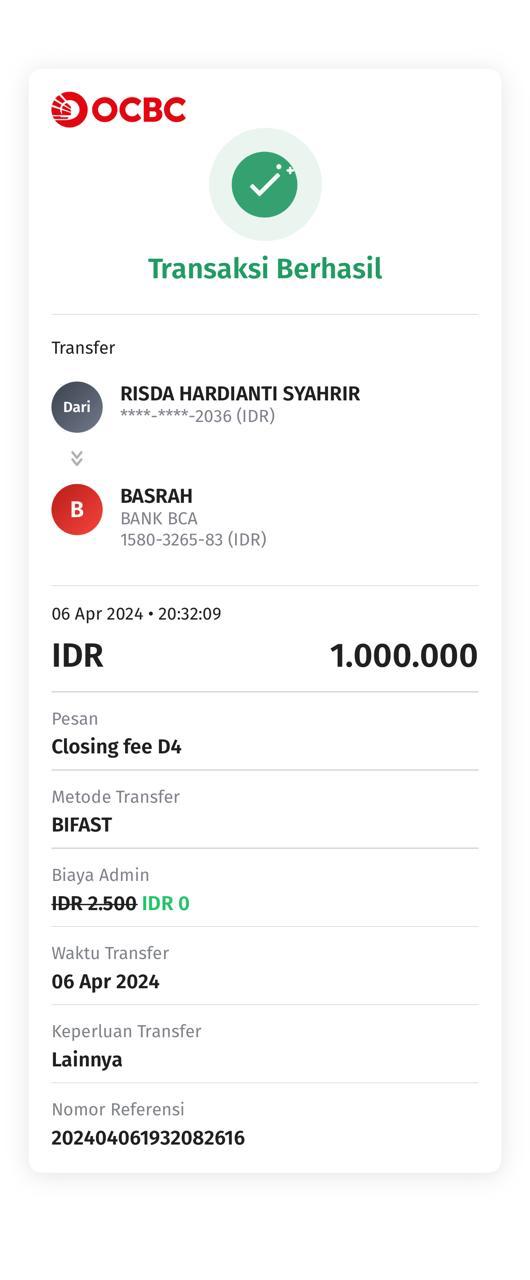 OCBC
Transaksi Berhasil
Transfer
Dari
RISDA HARDIANTI SYAHRIR
****-****-2036 (IDR)
B
BASRAH
BANK BCA
1580-3265-83 (IDR)
06 Apr 2024 • 20:32:09
IDR 1.000.000
Pesan
Closing fee D4
Metode Transfer
BIFAST
Biaya Admin
IDR 2.500 IDR 0
Waktu Transfer
06 Apr 2024
Keperluan Transfer
Lainnya
Nomor Referensi
202404061932082616